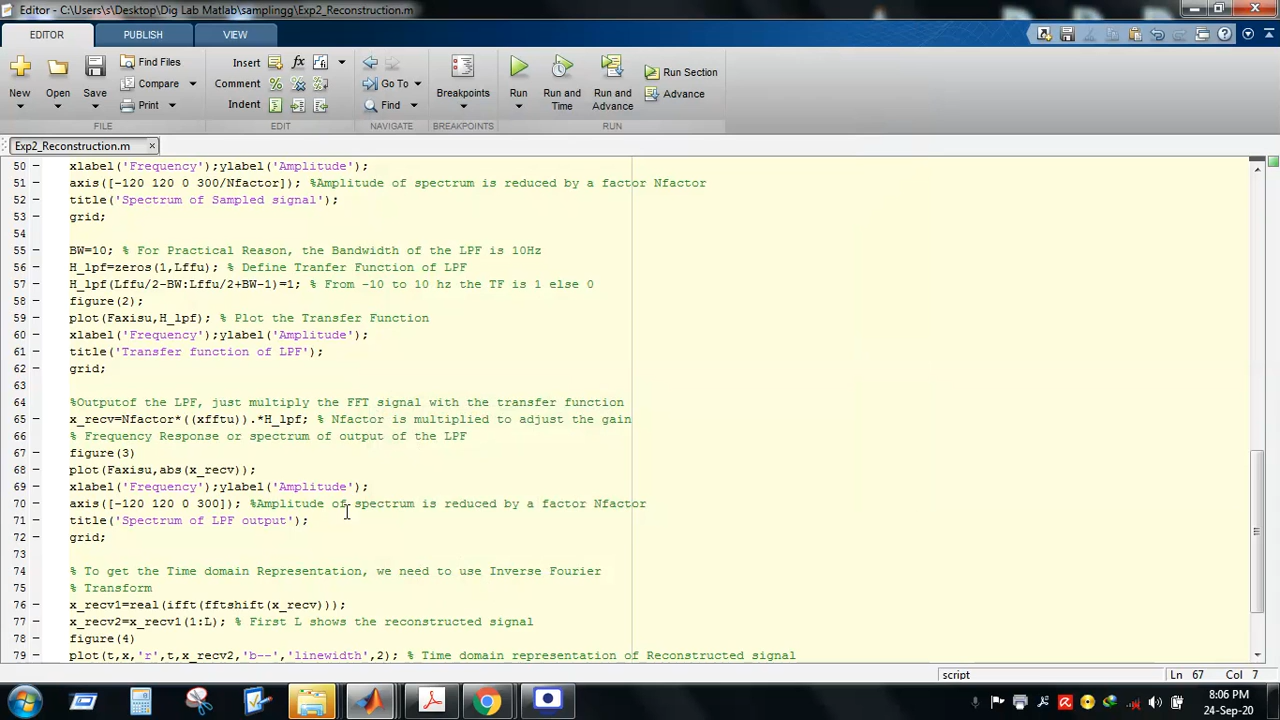 Editor - C:\Users\s\Desktop\Dig Lab Matlab\samplingg\Exp2_Reconstruction.m
EDITOR PUBLISH VIEW
New Open Save Find Files Compare Print
Insert Comment Indent
Go To Find
Breakpoints
Run Run and Time Run and Advance Run Section Advance
FILE EDIT NAVIGATE BREAKPOINTS RUN
Exp2_Reconstruction.m
50 xlabel('Frequency');ylabel('Amplitude');
51 axis([-120 120 0 300/Nfactor]); %Amplitude of spectrum is reduced by a factor Nfactor
52 title('Spectrum of Sampled signal');
53 grid;
54
55 BW=10; % For Practical Reason, the Bandwidth of the LPF is 10Hz
56 H_lpf=zeros(1,Lffu); % Define Tranfer Function of LPF
57 H_lpf(Lffu/2-BW:Lffu/2+BW-1)=1; % From -10 to 10 hz the TF is 1 else 0
58 figure(2);
59 plot(Faxisu,H_lpf); % Plot the Transfer Function
60 xlabel('Frequency');ylabel('Amplitude');
61 title('Transfer function of LPF');
62 grid;
63
64 %Outputof the LPF, just multiply the FFT signal with the transfer function
65 x_recv=Nfactor*((xfftu)).*H_lpf; % Nfactor is multiplied to adjust the gain
66 % Frequency Response or spectrum of output of the LPF
67 figure(3)
68 plot(Faxisu,abs(x_recv));
69 xlabel('Frequency');ylabel('Amplitude');
70 axis([-120 120 0 300]); %Amplitude of spectrum is reduced by a factor Nfactor
71 title('Spectrum of LPF output');
72 grid;
73
74 % To get the Time domain Representation, we need to use Inverse Fourier
75 % Transform
76 x_recv1=real(ifft(fftshift(x_recv)));
77 x_recv2=x_recv1(1:L); % First L shows the reconstructed signal
78 figure(4)
79 plot(t,x,'r',t,x_recv2,'b--','linewidth',2); % Time domain representation of Reconstructed signal
script Ln 67 Col 7
8:06 PM
24-Sep-20